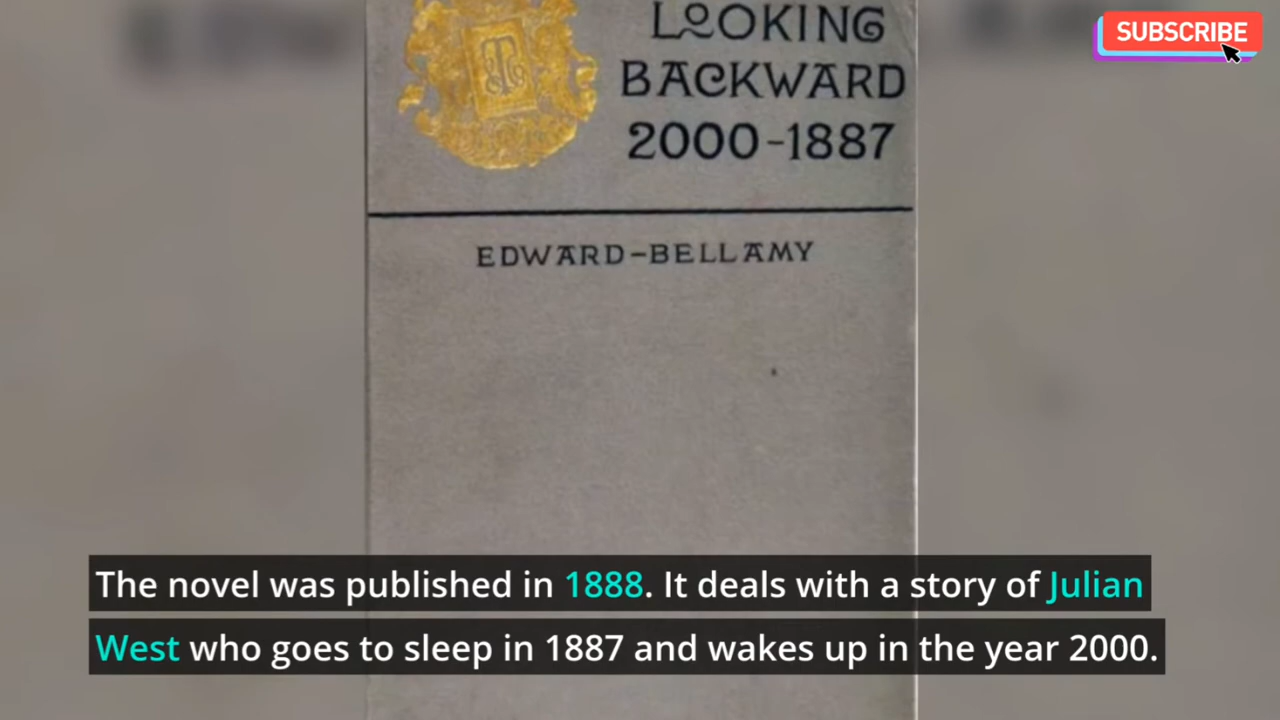 SUBSCRIBE
LOOKING
BACKWARD
2000-1887
EDWARD-BELLAMY
The novel was published in 1888. It deals with a story of Julian
West who goes to sleep in 1887 and wakes up in the year 2000.